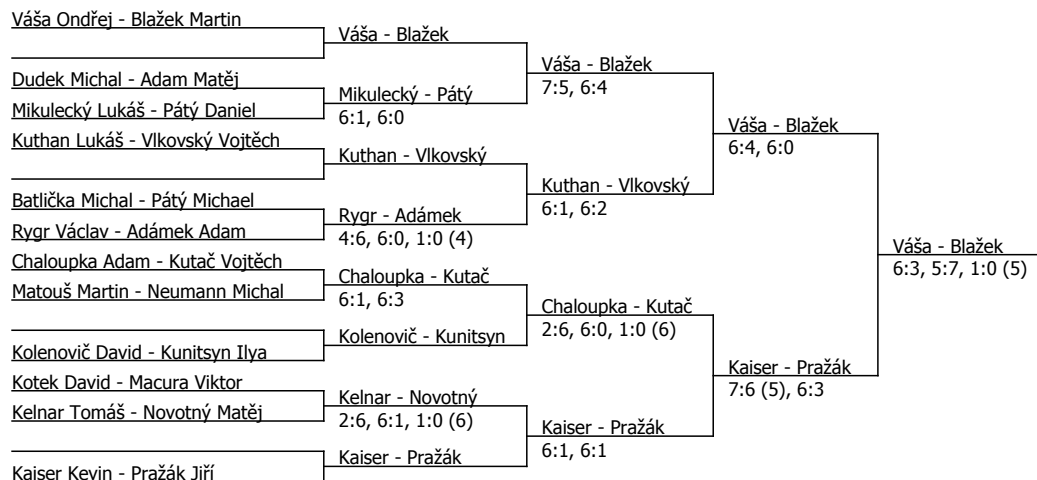 Váša Ondřej - Blažek Martin
Dudek Michal - Adam Matěj
Mikulecký Lukáš - Pátý Daniel
Kuthan Lukáš - Vlkovský Vojtěch
Batlička Michal - Pátý Michael
Rygr Václav - Adámek Adam
Chaloupka Adam - Kutač Vojtěch
Matouš Martin - Neumann Michal
Kolenovič David - Kunitsyn Ilya
Kotek David - Macura Viktor
Kelnar Tomáš - Novotný Matěj
Kaiser Kevin - Pražák Jiří
Váša - Blažek
Mikulecký - Pátý
6:1, 6:0
Kuthan - Vlkovský
Rygr - Adámek
4:6, 6:0, 1:0 (4)
Chaloupka - Kutač
6:1, 6:3
Kolenovič - Kunitsyn
Kelnar - Novotný
2:6, 6:1, 1:0 (6)
Kaiser - Pražák
Váša - Blažek
7:5, 6:4
Kuthan - Vlkovský
6:1, 6:2
Chaloupka - Kutač
2:6, 6:0, 1:0 (6)
Kaiser - Pražák
6:1, 6:1
Váša - Blažek
6:4, 6:0
Kaiser - Pražák
7:6 (5), 6:3
Váša - Blažek
6:3, 5:7, 1:0 (5)